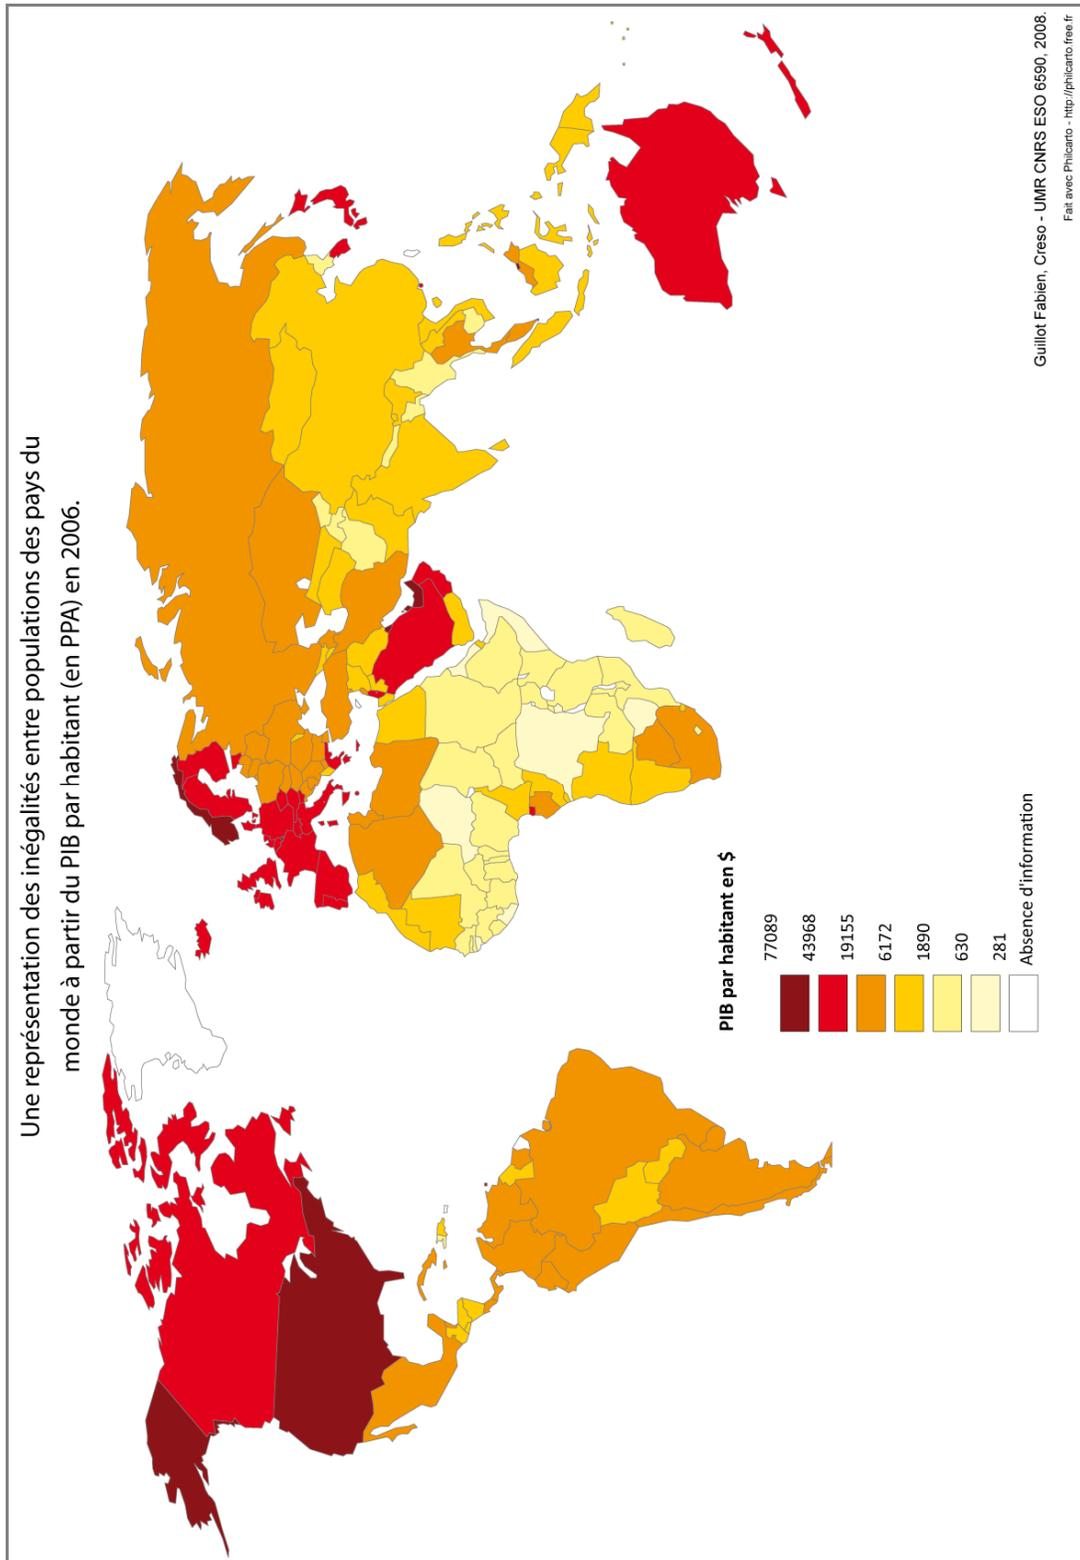 Une représentation des inégalités entre populations des pays du
monde à partir du PIB par habitant (en PPA) en 2006.
PIB par habitant en $
77089
43968
19155
6172
1890
630
281
Absence d'information
Guillot Fabien, Creso - UMR CNRS ESO 6590, 2008.
Fait avec Philcarto - http://philcarto.free.fr